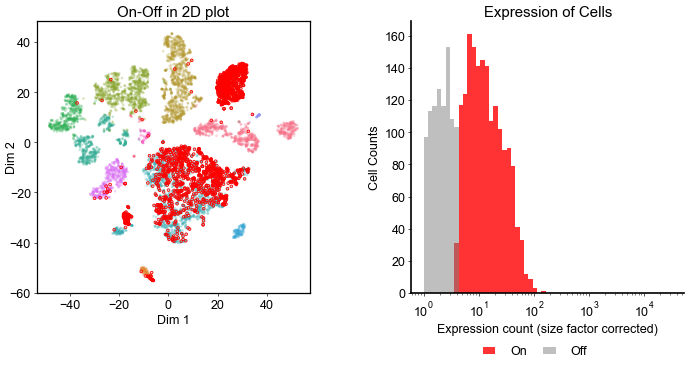 On-Off in 2D plot
40
20
0
−20
−40
−60
Dim 2
−40 −20 0 20 40
Dim 1
Expression of Cells
160
140
120
100
80
60
40
20
0
Cell Counts
10^0 10^1 10^2 10^3 10^4
Expression count (size factor corrected)
On Off